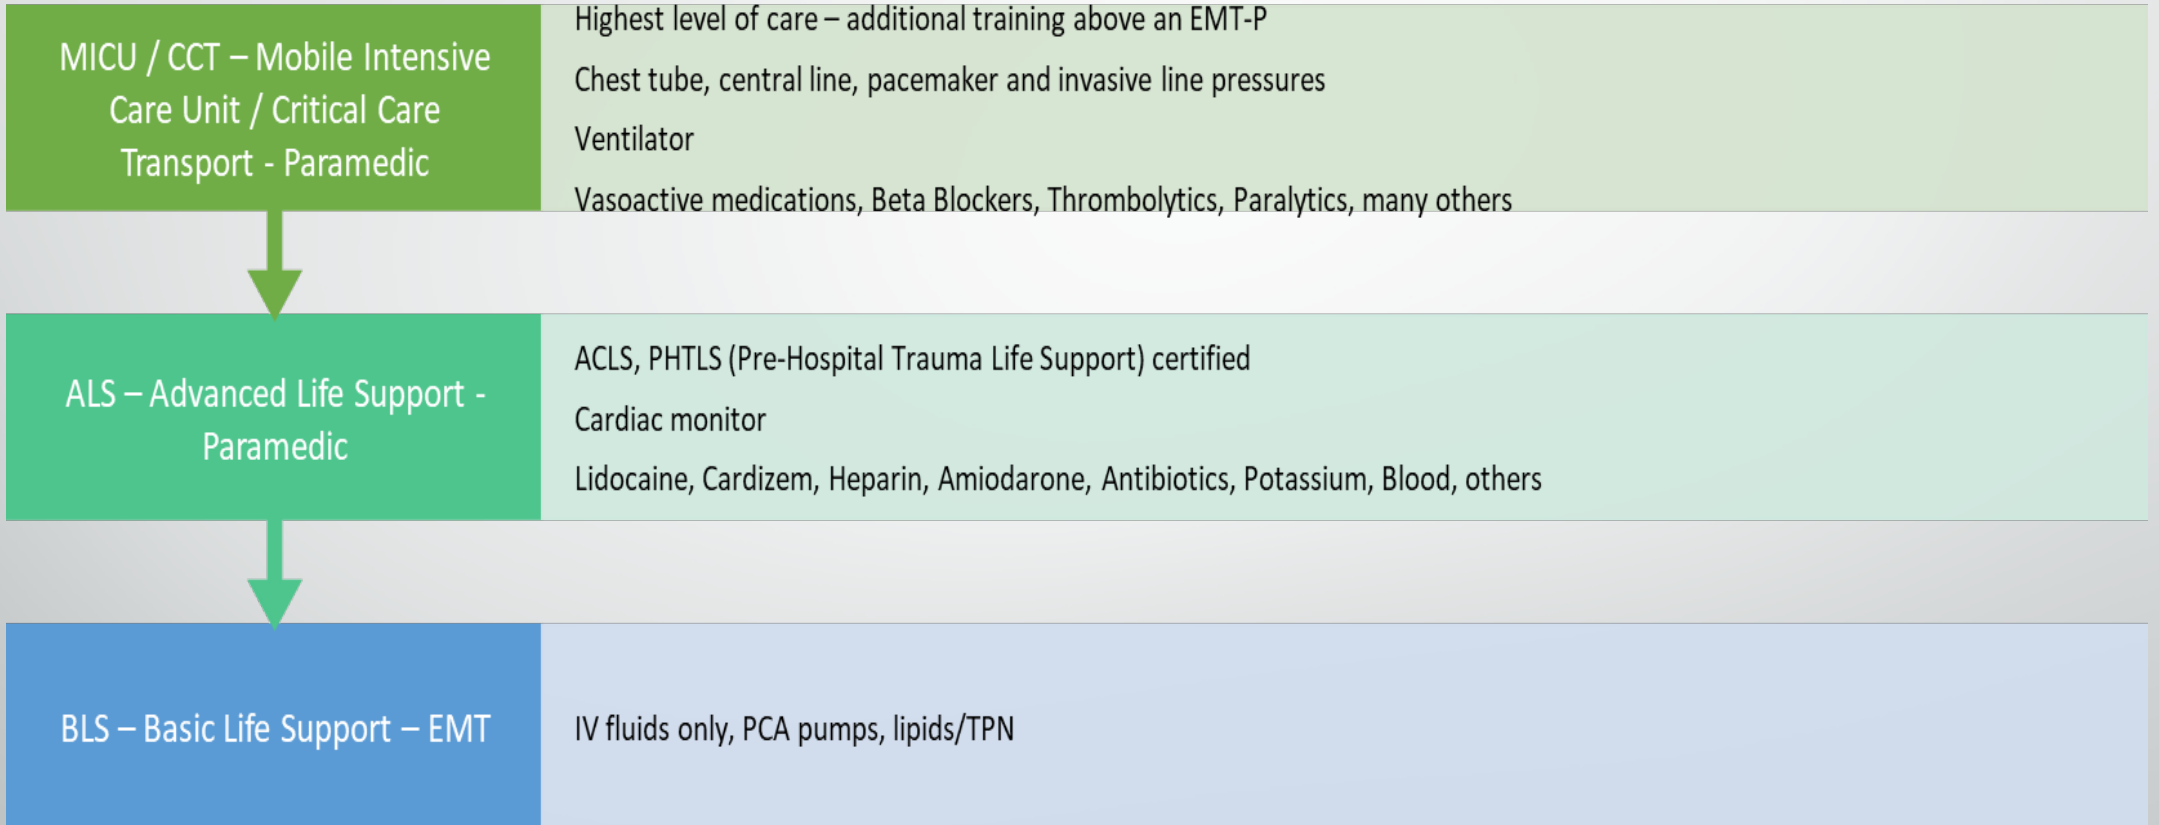 MICU / CCT – Mobile Intensive
Care Unit / Critical Care
Transport - Paramedic
Highest level of care – additional training above an EMT-P
Chest tube, central line, pacemaker and invasive line pressures
Ventilator
Vasoactive medications, Beta Blockers, Thrombolytics, Paralytics, many others
ALS – Advanced Life Support -
Paramedic
ACLS, PHTLS (Pre-Hospital Trauma Life Support) certified
Cardiac monitor
Lidocaine, Cardizem, Heparin, Amiodarone, Antibiotics, Potassium, Blood, others
BLS – Basic Life Support – EMT
IV fluids only, PCA pumps, lipids/TPN